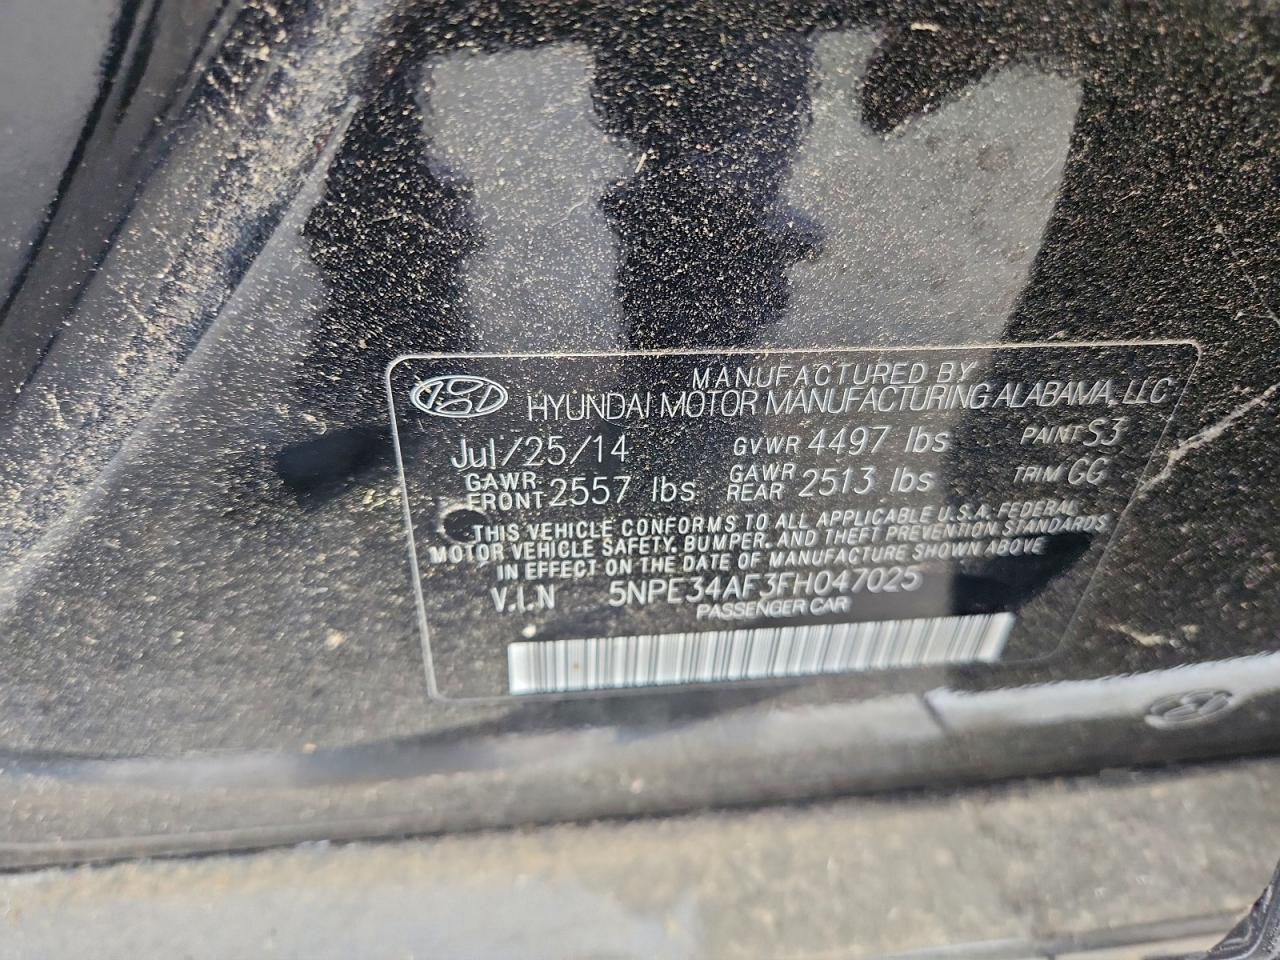 MANUFACTURED BY
HYUNDAI MOTOR MANUFACTURING ALABAMA, LLC
Jul/25/14 GVWR 4497 lbs PAINT S3
GAWR FRONT 2557 lbs GAWR REAR 2513 lbs TRIM GG
THIS VEHICLE CONFORMS TO ALL APPLICABLE U.S.A. FEDERAL
MOTOR VEHICLE SAFETY, BUMPER, AND THEFT PREVENTION STANDARDS
IN EFFECT ON THE DATE OF MANUFACTURE SHOWN ABOVE
V.I.N 5NPE34AF3FH047025
PASSENGER CAR